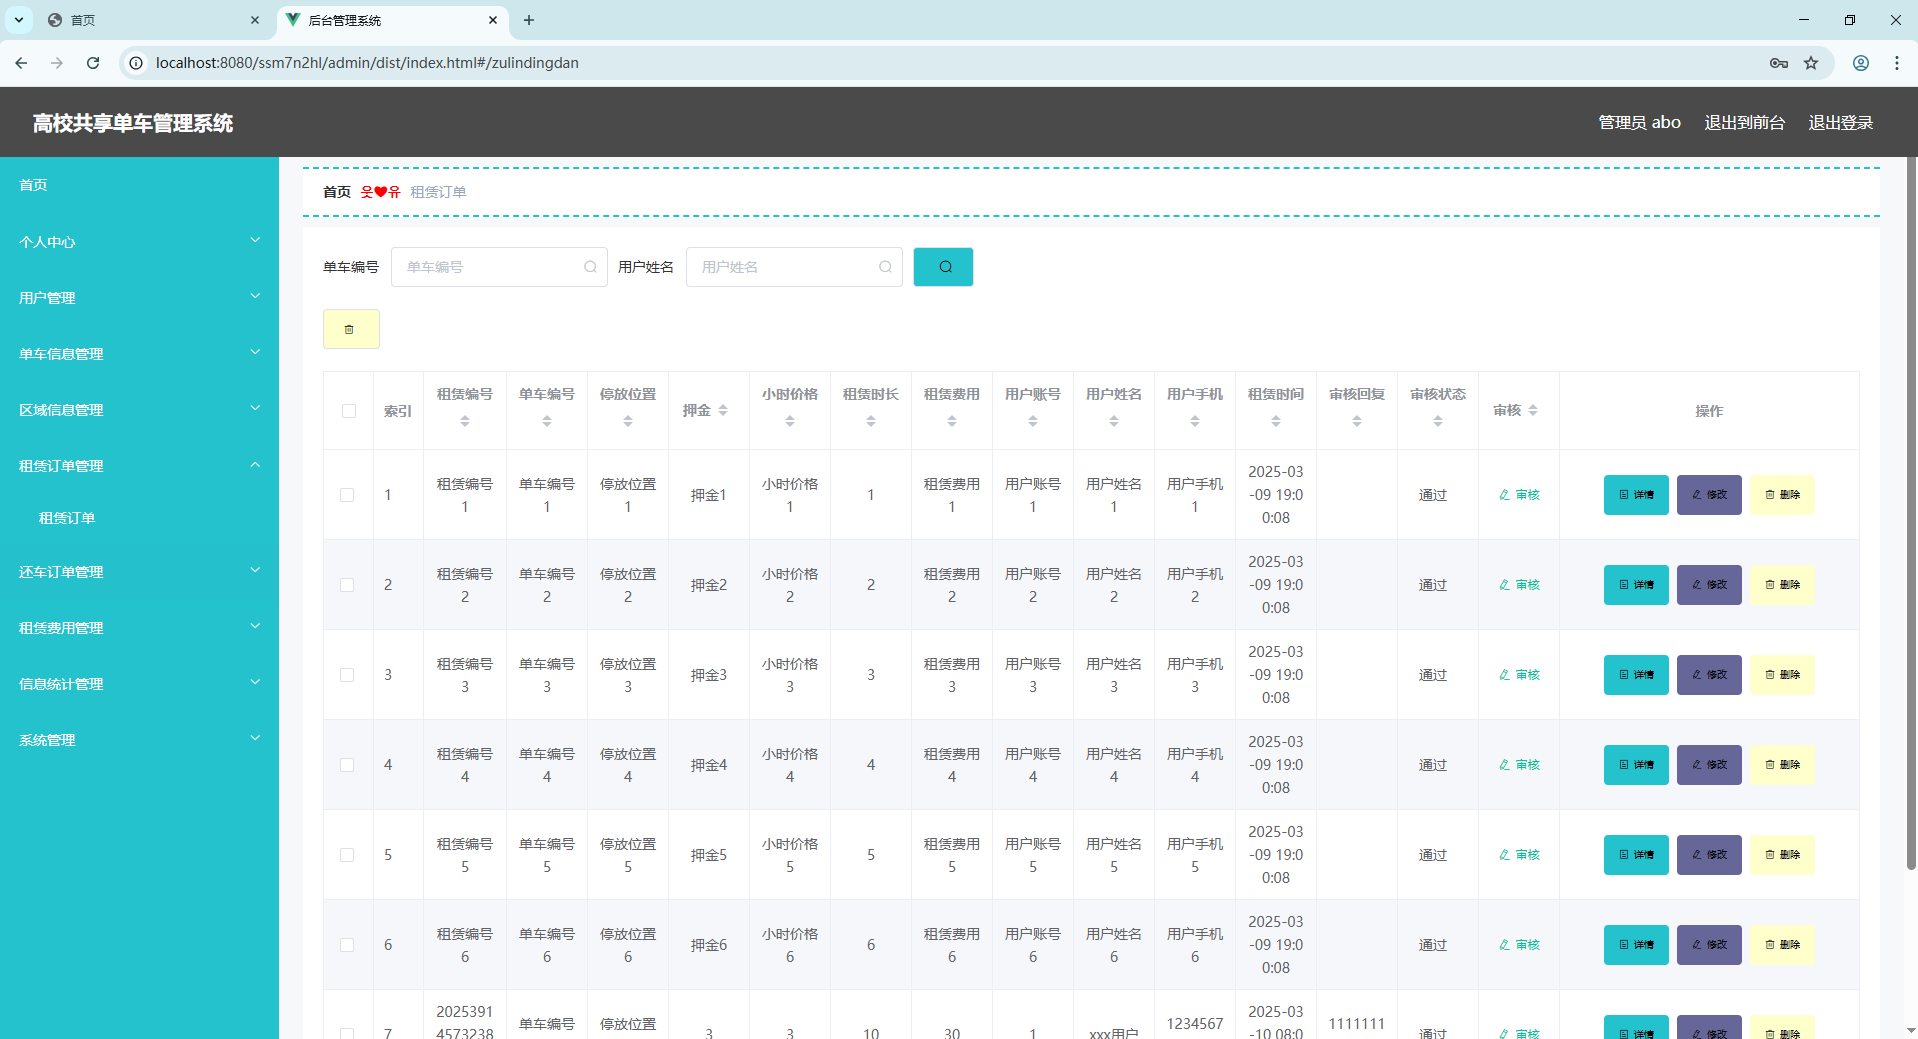 首页
后台管理系统
localhost:8080/ssm7n2hl/admin/dist/index.html#/zulindingdan
高校共享单车管理系统
管理员 abo 退出到前台 退出登录
首页
个人中心
用户管理
单车信息管理
区域信息管理
租赁订单管理
租赁订单
还车订单管理
租赁费用管理
信息统计管理
系统管理
首页 웃❤유 租赁订单
单车编号 单车编号 用户姓名 用户姓名
索引 租赁编号 单车编号 停放位置 押金 小时价格 租赁时长 租赁费用 用户账号 用户姓名 用户手机 租赁时间 审核回复 审核状态 审核 操作
1 租赁编号1 单车编号1 停放位置1 押金1 小时价格1 1 租赁费用1 用户账号1 用户姓名1 用户手机1 2025-03-09 19:00:08 通过 审核 详情 修改 删除
2 租赁编号2 单车编号2 停放位置2 押金2 小时价格2 2 租赁费用2 用户账号2 用户姓名2 用户手机2 2025-03-09 19:00:08 通过 审核 详情 修改 删除
3 租赁编号3 单车编号3 停放位置3 押金3 小时价格3 3 租赁费用3 用户账号3 用户姓名3 用户手机3 2025-03-09 19:00:08 通过 审核 详情 修改 删除
4 租赁编号4 单车编号4 停放位置4 押金4 小时价格4 4 租赁费用4 用户账号4 用户姓名4 用户手机4 2025-03-09 19:00:08 通过 审核 详情 修改 删除
5 租赁编号5 单车编号5 停放位置5 押金5 小时价格5 5 租赁费用5 用户账号5 用户姓名5 用户手机5 2025-03-09 19:00:08 通过 审核 详情 修改 删除
6 租赁编号6 单车编号6 停放位置6 押金6 小时价格6 6 租赁费用6 用户账号6 用户姓名6 用户手机6 2025-03-09 19:00:08 通过 审核 详情 修改 删除
7 20253914573238 单车编号 停放位置 3 3 10 30 1 xxx用户 1234567 2025-03-10 08:0 1111111 通过 审核 详情 修改 删除